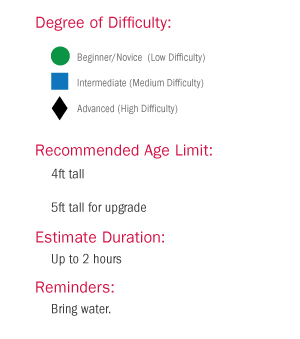 Degree of Difficulty:
Beginner/Novice (Low Difficulty)
Intermediate (Medium Difficulty)
Advanced (High Difficulty)
Recommended Age Limit:
4ft tall
5ft tall for upgrade
Estimate Duration:
Up to 2 hours
Reminders:
Bring water.